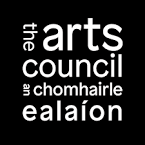 the arts
council
an chomhairle
ealaíon